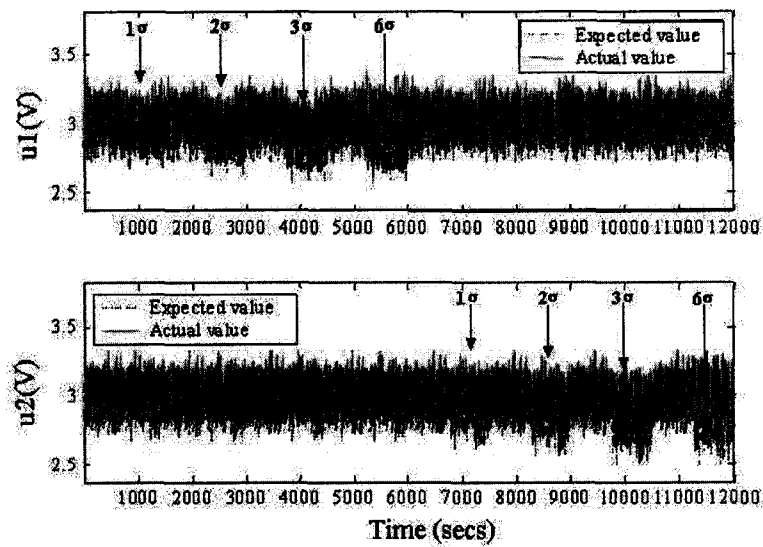 3.5
3
2.5
u1(V)
1σ 2σ 3σ 6σ
Expected value
Actual value
1000 2000 3000 4000 5000 6000 7000 8000 9000 10000 11000 12000
3.5
3
2.5
u2(V)
Expected value
Actual value
1σ 2σ 3σ 6σ
1000 2000 3000 4000 5000 6000 7000 8000 9000 10000 11000 12000
Time (secs)